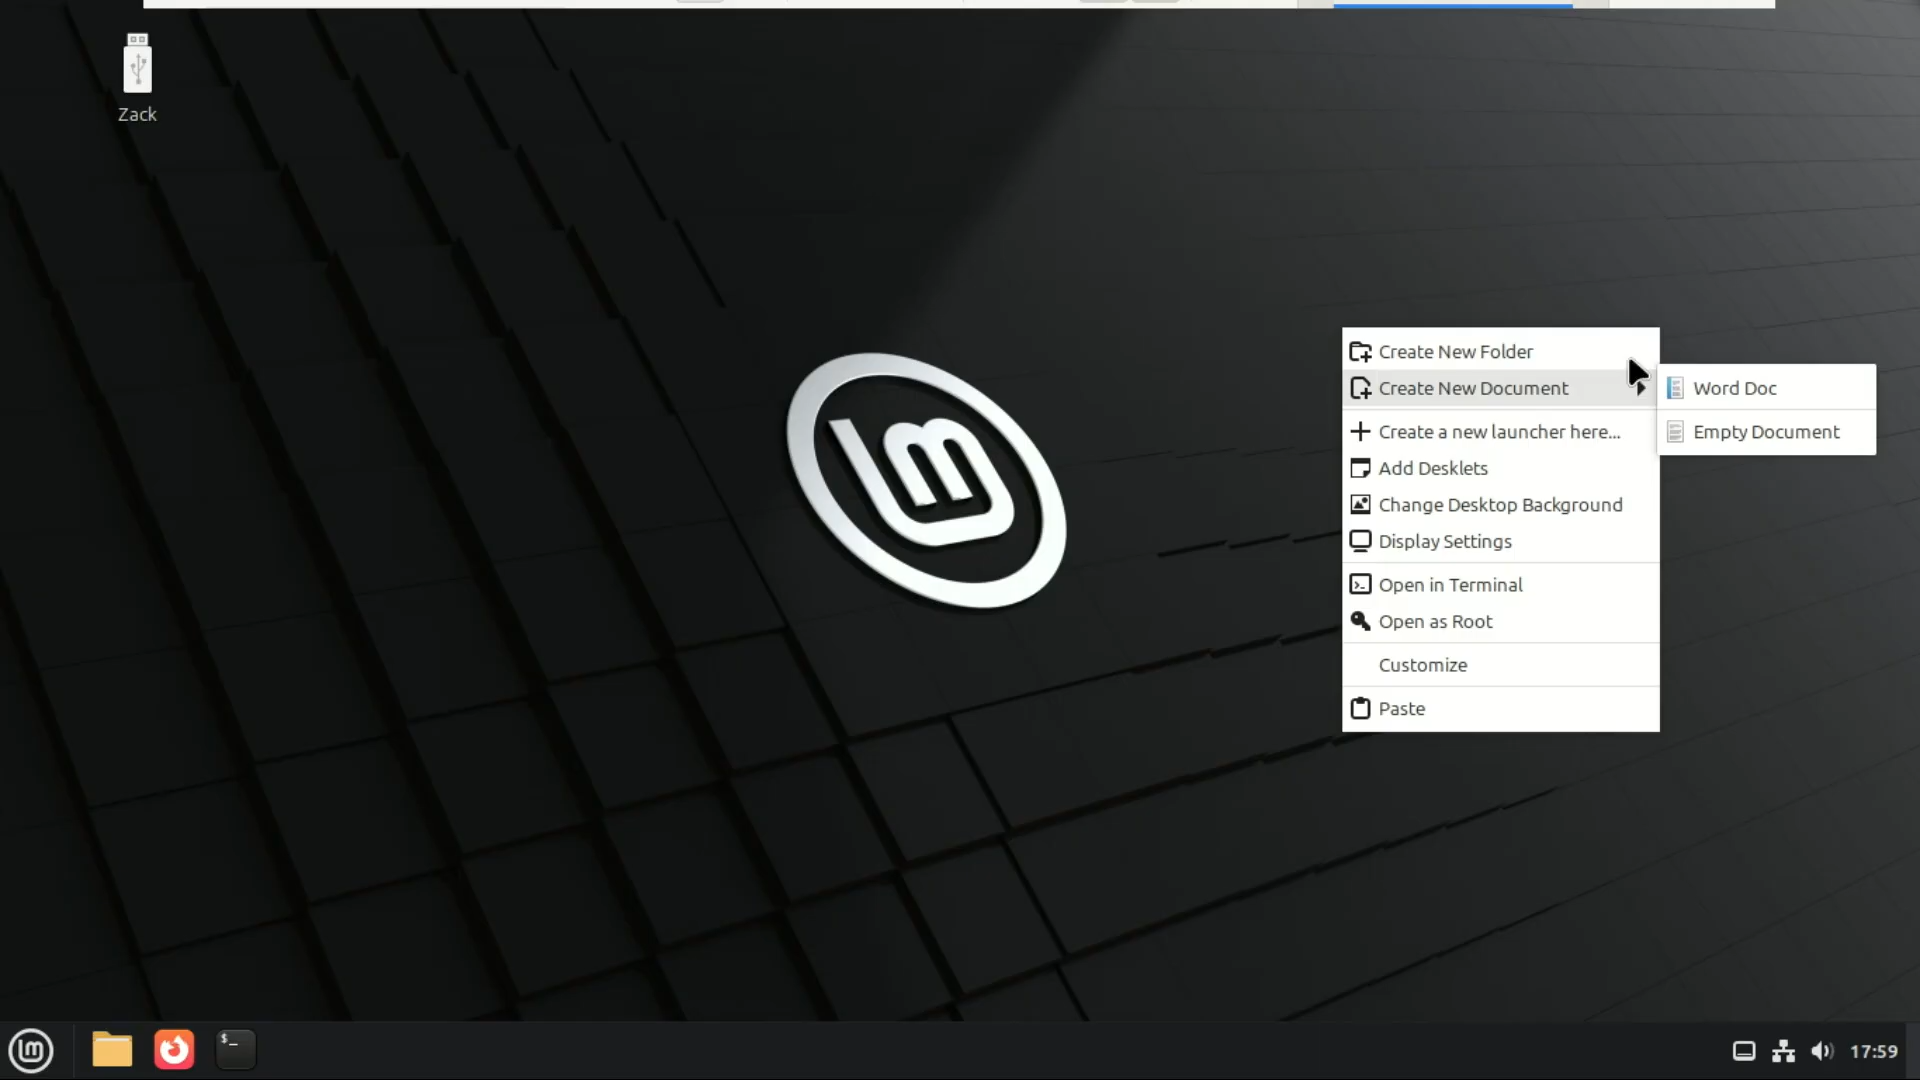 Zack
Create New Folder
Create New Document
Word Doc
Empty Document
Create a new launcher here...
Add Desklets
Change Desktop Background
Display Settings
Open in Terminal
Open as Root
Customize
Paste
$_
17:59